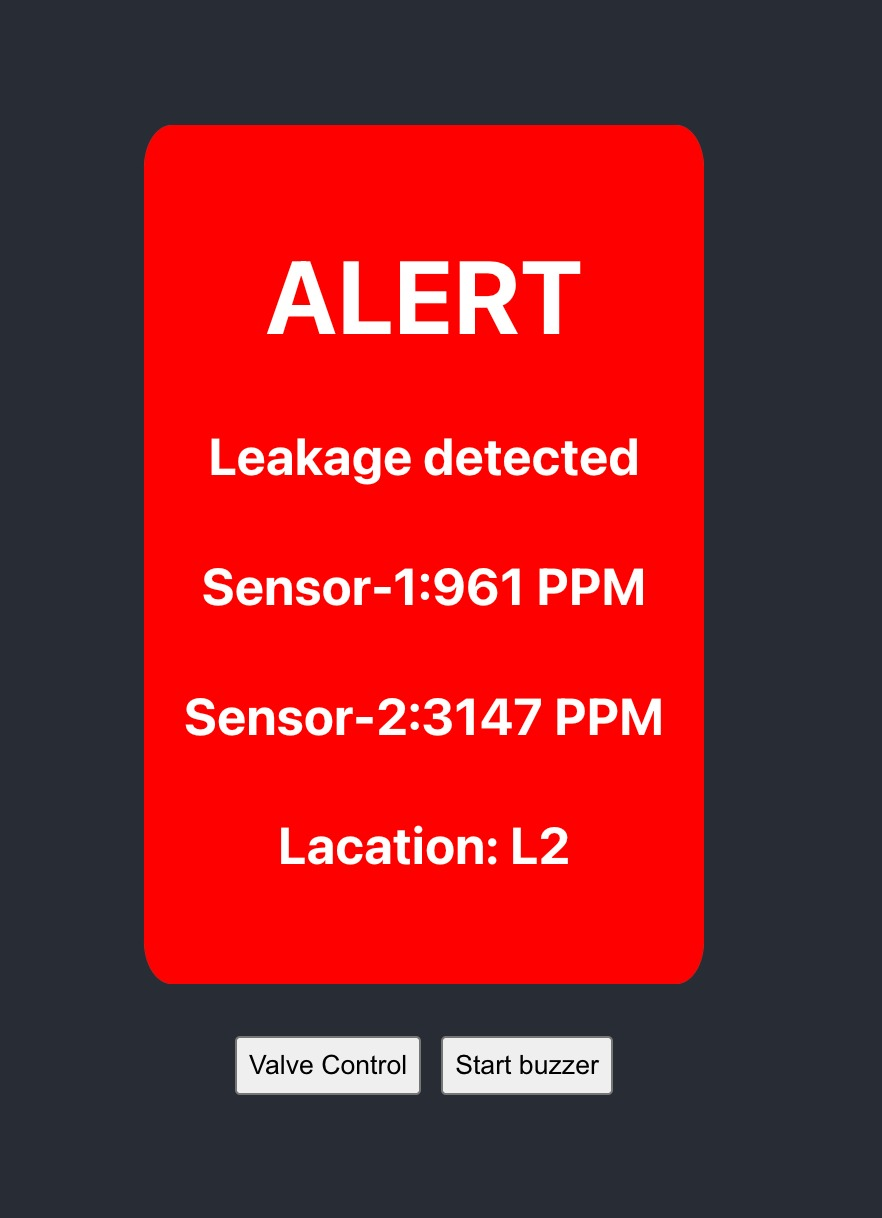 ALERT
Leakage detected
Sensor-1:961 PPM
Sensor-2:3147 PPM
Lacation: L2
Valve Control
Start buzzer